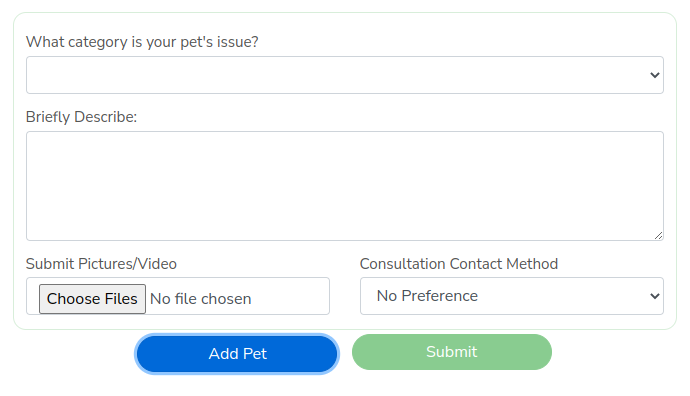 What category is your pet's issue?
Briefly Describe:
Submit Pictures/Video
Consultation Contact Method
Choose Files No file chosen
No Preference
Add Pet
Submit